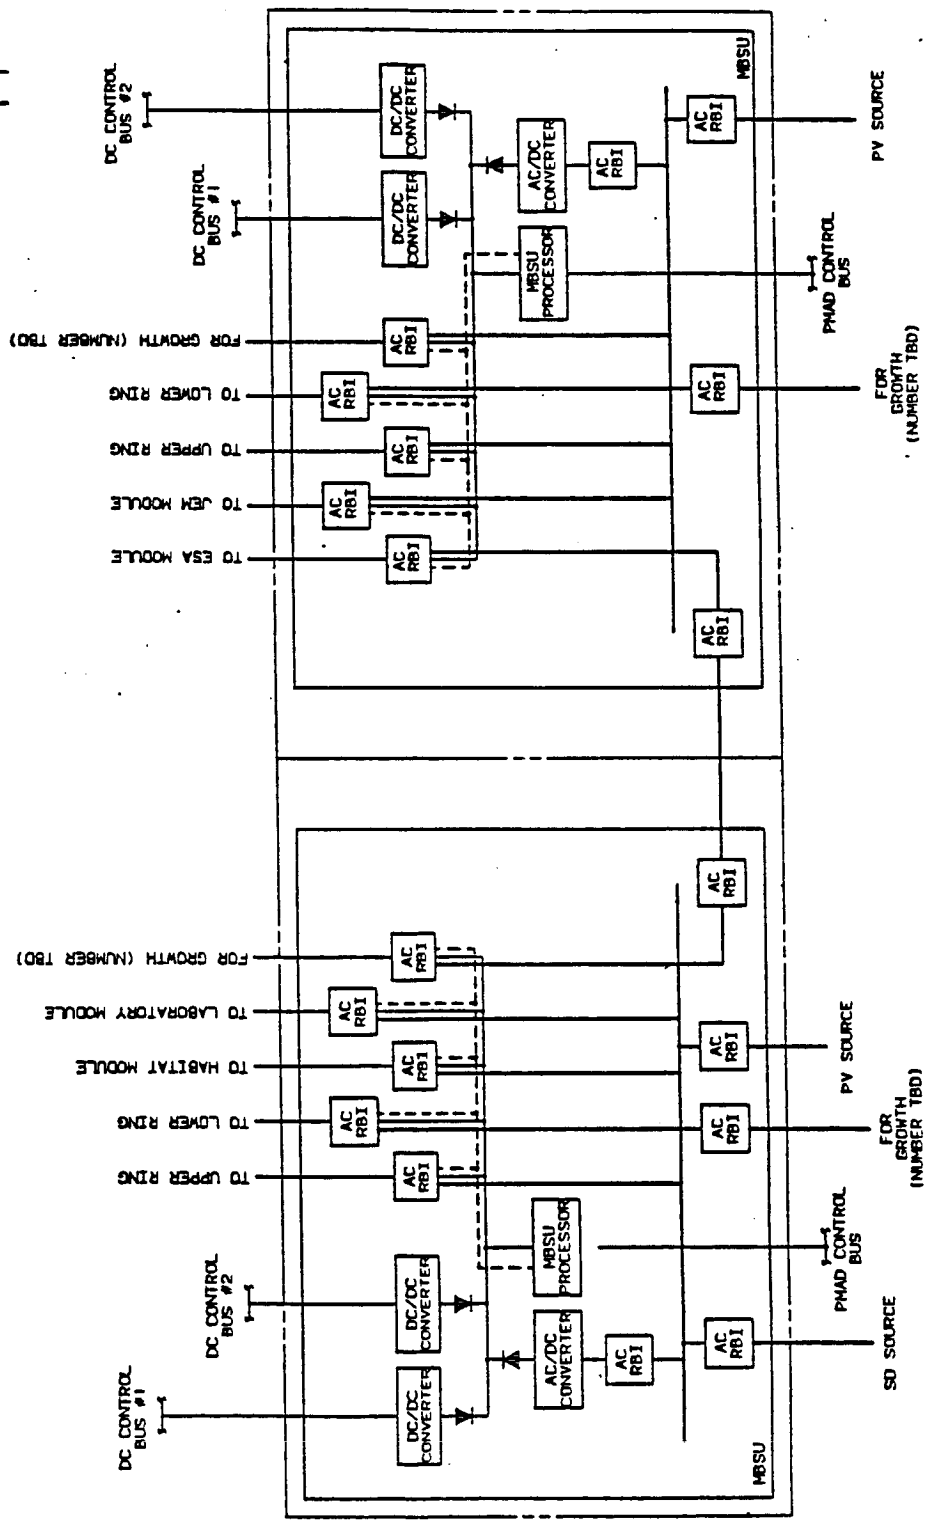 DC CONTROL
BUS #1
DC CONTROL
BUS #2
TO UPPER RING
TO LOWER RING
TO HABITAT MODULE
TO LABORATORY MODULE
FOR GROWTH (NUMBER TBD)
DC/DC
CONVERTER
DC/DC
CONVERTER
AC
RBI
AC
RBI
AC
RBI
AC
RBI
AC
RBI
AC/DC
CONVERTER
MBSU
PROCESSOR
AC
RBI
AC
RBI
AC
RBI
AC
RBI
AC
RBI
MBSU
SD SOURCE
PMAD CONTROL
BUS
FOR
GROWTH
(NUMBER TBD)
PV SOURCE
TO ESA MODULE
TO JEM MODULE
TO UPPER RING
TO LOWER RING
FOR GROWTH (NUMBER TBD)
DC CONTROL
BUS #1
DC CONTROL
BUS #2
AC
RBI
AC
RBI
AC
RBI
AC
RBI
AC
RBI
DC/DC
CONVERTER
DC/DC
CONVERTER
MBSU
PROCESSOR
AC/DC
CONVERTER
AC
RBI
AC
RBI
AC
RBI
AC
RBI
MBSU
FOR
GROWTH
(NUMBER TBD)
PMAD CONTROL
BUS
PV SOURCE